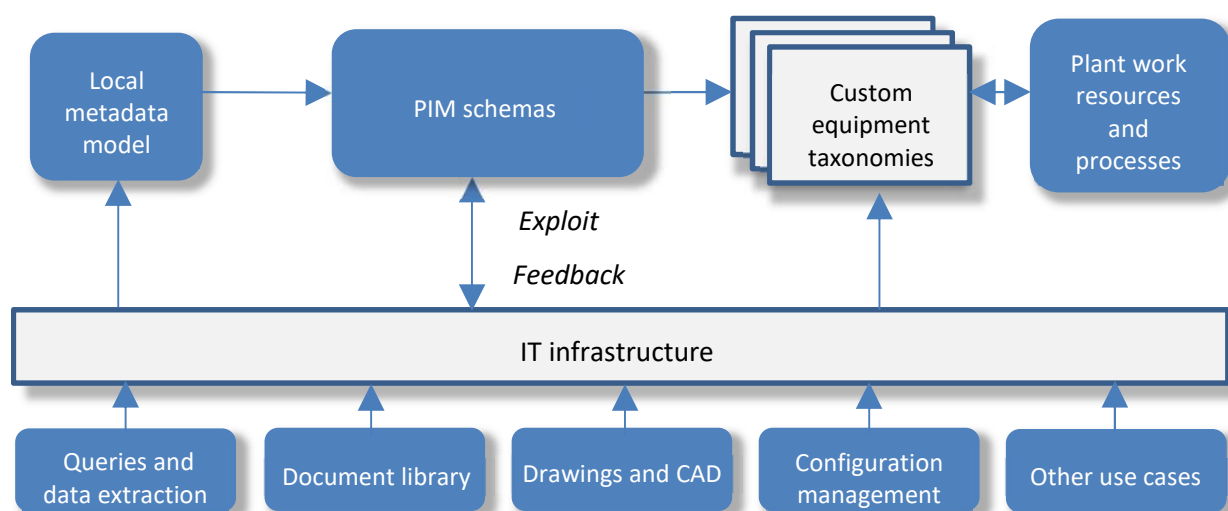 Local
metadata
model
PIM schemas
Custom
equipment
taxonomies
Plant work
resources
and
processes
Exploit
Feedback
IT infrastructure
Queries and
data extraction
Document library
Drawings and CAD
Configuration
management
Other use cases